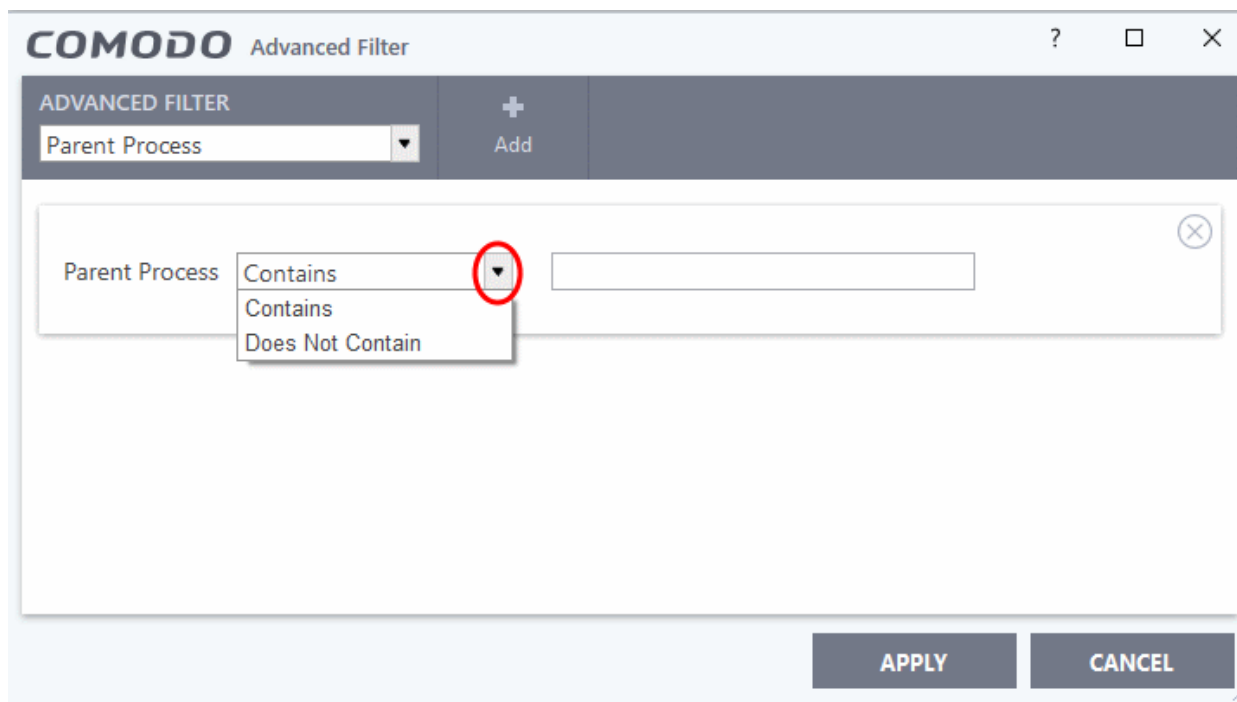 COMODO Advanced Filter ?
ADVANCED FILTER
Parent Process
Add
Parent Process Contains
Contains
Does Not Contain
APPLY CANCEL